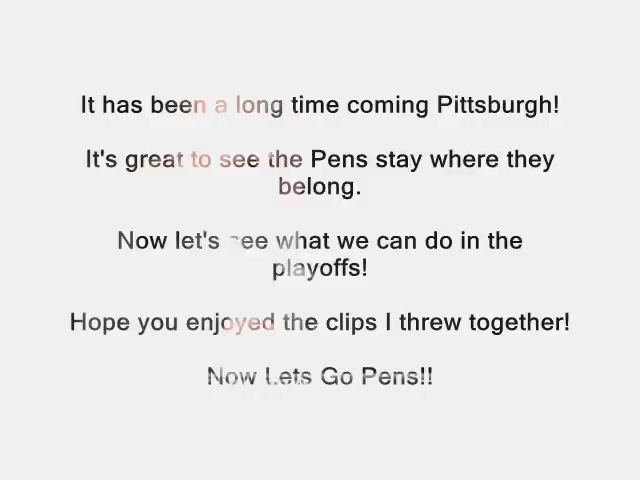 It has been a long time coming Pittsburgh!
It's great to see the Pens stay where they
belong.
Now let's see what we can do in the
playoffs!
Hope you enjoyed the clips I threw together!
Now Lets Go Pens!!